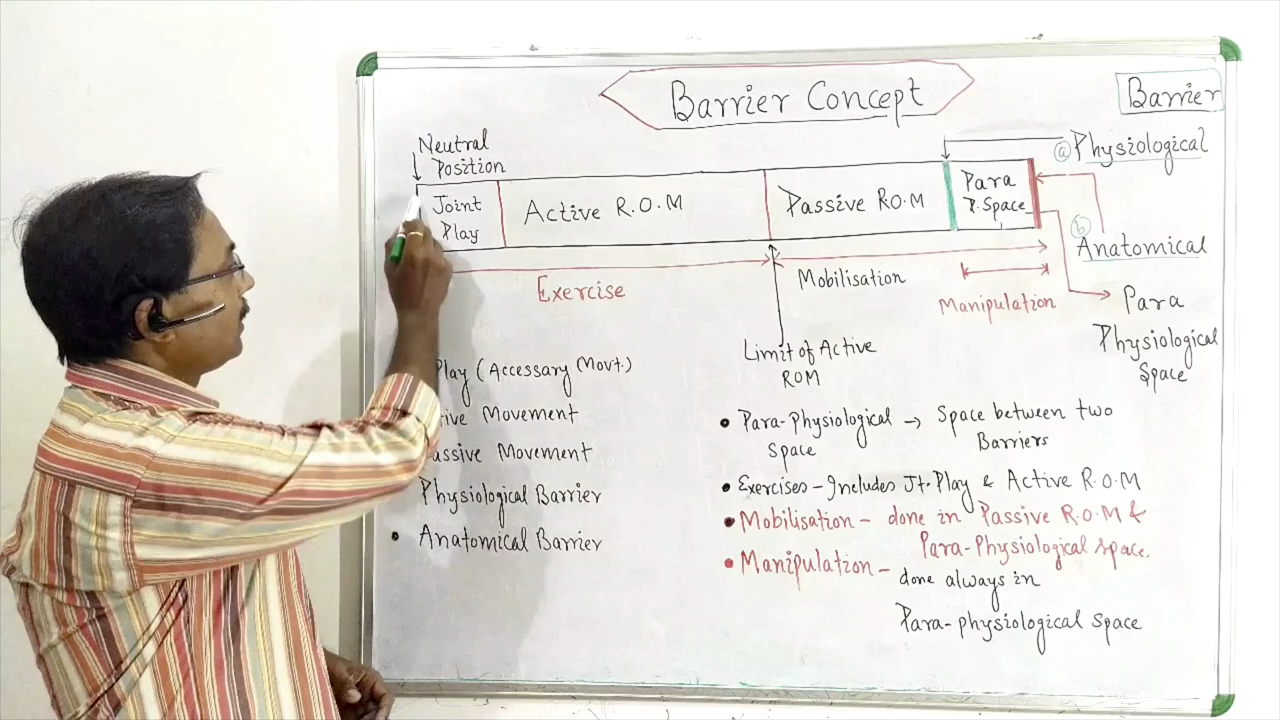 Barrier Concept
Barrier
Neutral
Position
(a) Physiological
Joint
Play
Active R.O.M
Passive R.O.M
Para
P. Space
(b)
Anatomical
Exercise
Mobilisation
Manipulation
Para
Physiological
Space
Limit of Active
ROM
Play (Accessary Movt.)
Movement
Movement
Physiological Barrier
• Anatomical Barrier
• Para-Physiological → Space between two
Space Barriers
• Exercises - Includes Jt. Play & Active R.O.M
• Mobilisation - done in Passive R.O.M &
Para-Physiological space.
• Manipulation -
done always in
Para-physiological space